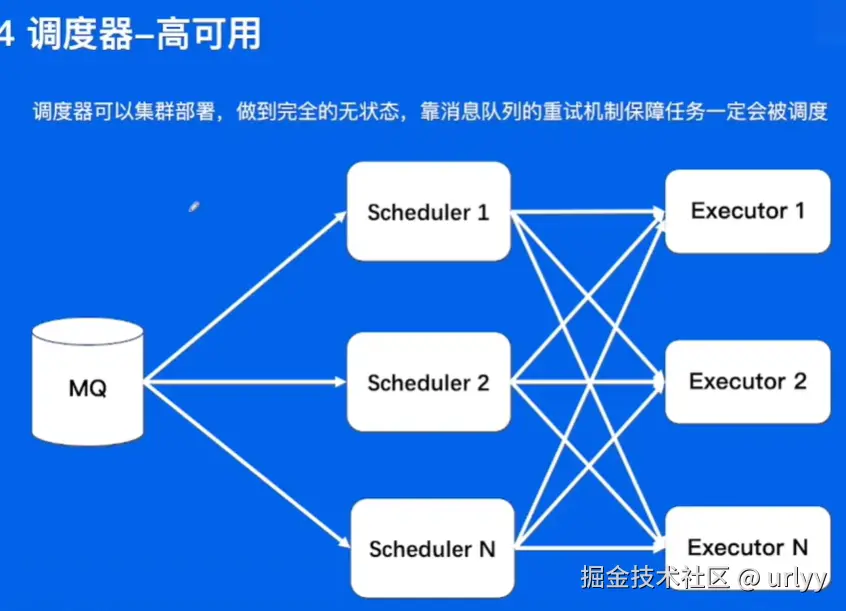 4 调度器–高可用
调度器可以集群部署，做到完全的无状态，靠消息队列的重试机制保障任务一定会被调度
Scheduler 1
Executor 1
MQ
Scheduler 2
Executor 2
Scheduler N
Executor N
掘金技术社区 @ urlyy